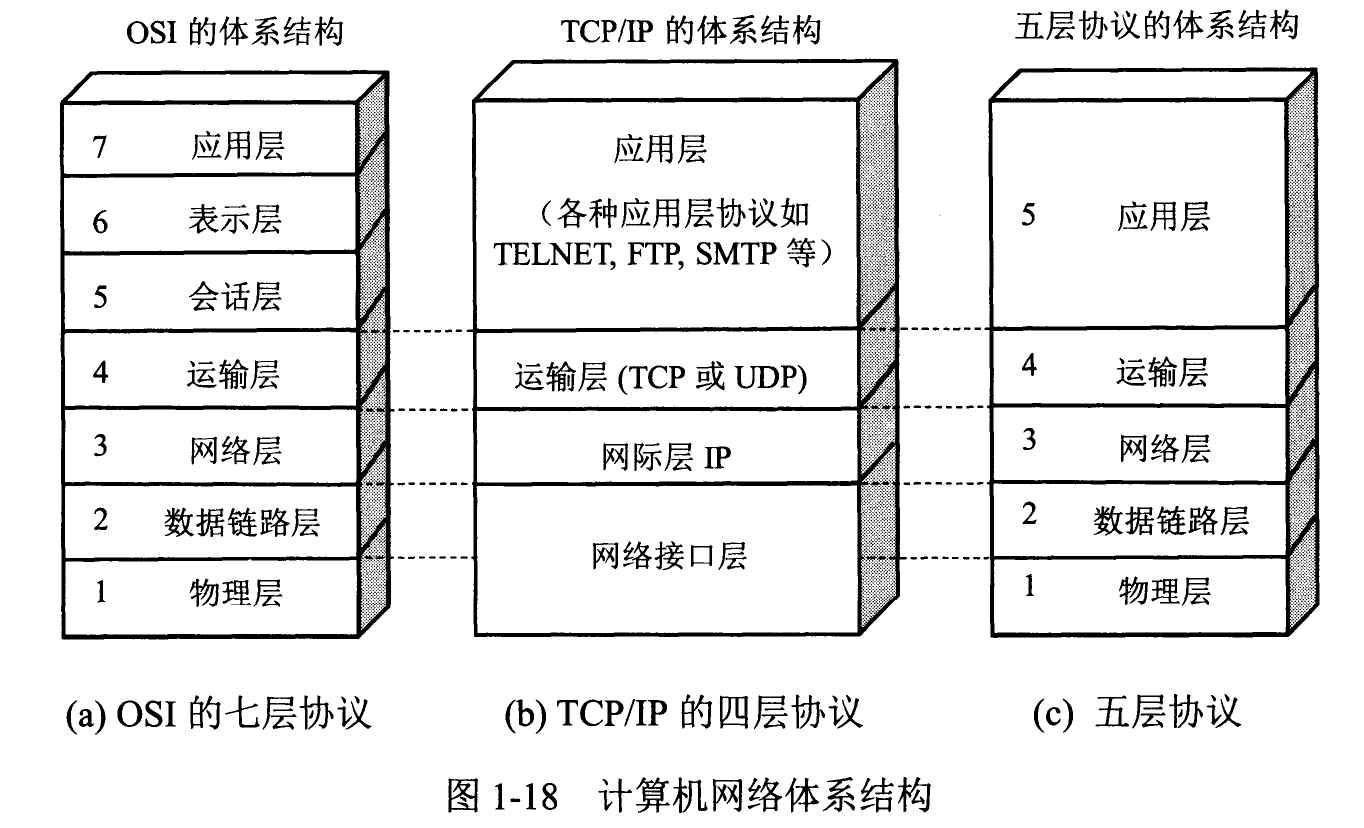 OSI 的体系结构
7 应用层
6 表示层
5 会话层
4 运输层
3 网络层
2 数据链路层
1 物理层
(a) OSI 的七层协议
TCP/IP 的体系结构
应用层
（各种应用层协议如
TELNET, FTP, SMTP 等）
运输层 (TCP 或 UDP)
网际层 IP
网络接口层
(b) TCP/IP 的四层协议
五层协议的体系结构
5 应用层
4 运输层
3 网络层
2 数据链路层
1 物理层
(c) 五层协议
图 1-18 计算机网络体系结构